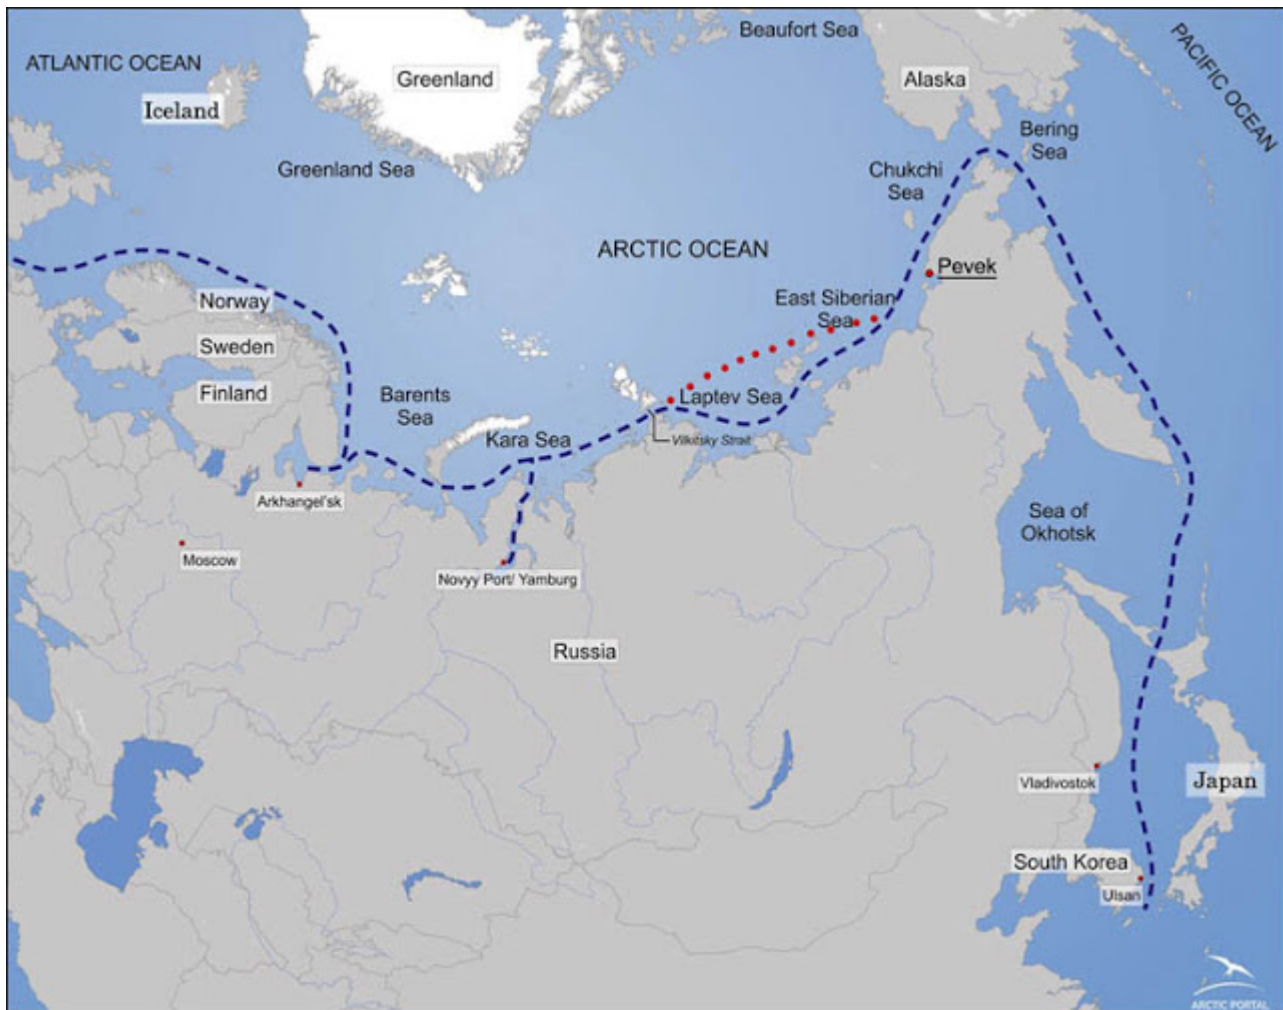 Beaufort Sea
PACIFIC OCEAN
ATLANTIC OCEAN
Greenland
Alaska
Iceland
Bering
Sea
Greenland Sea
Chukchi
Sea
ARCTIC OCEAN
Pevek
Norway
East Siberian
Sea
Sweden
Finland
Barents
Sea
Laptev Sea
Kara Sea
Vilkitsky Strait
Arkhangel'sk
Sea of
Okhotsk
Moscow
Novyy Port/ Yamburg
Russia
Vladivostok
Japan
South Korea
Ulsan
ARCTIC PORTAL